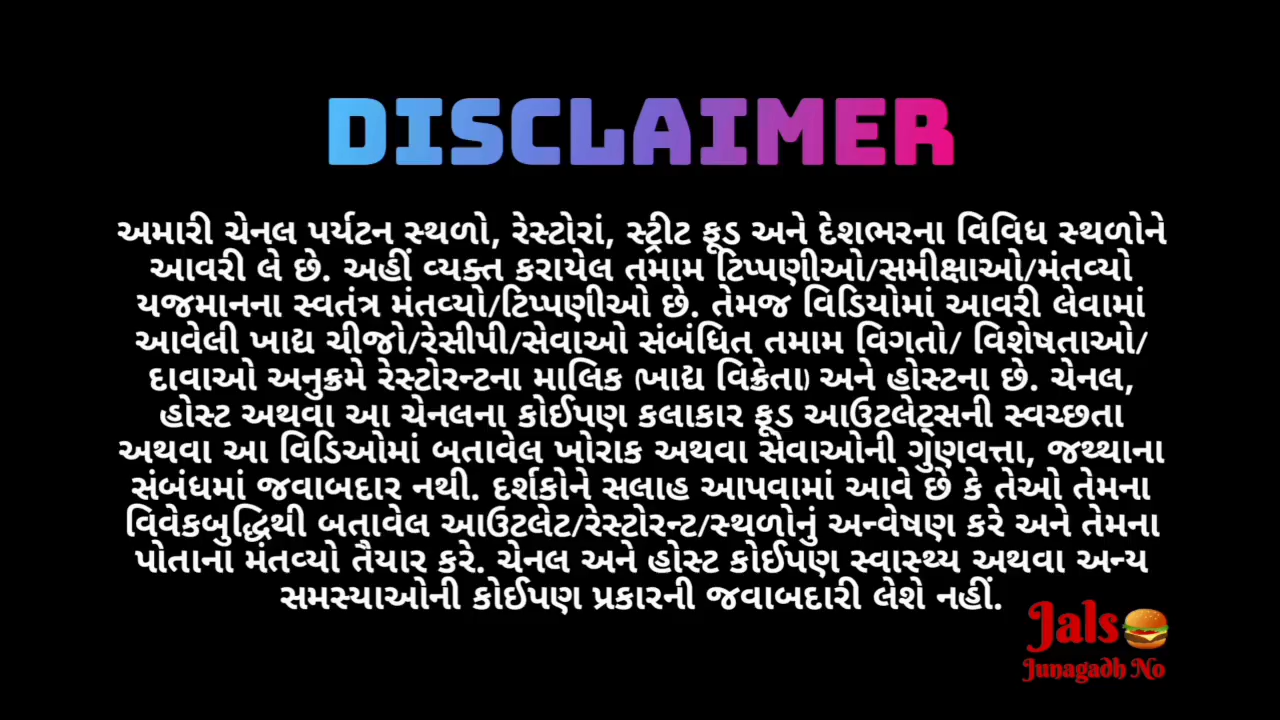 DISCLAIMER
અમારી ચેનલ પર્યટન સ્થળો, રેસ્ટોરાં, સ્ટ્રીટ ફૂડ અને દેશભરના વિવિધ સ્થળોને
આવરી લે છે. અહીં વ્યક્ત કરાયેલ તમામ ટિપ્પણીઓ/સમીક્ષાઓ/મંતવ્યો
યજમાનના સ્વતંત્ર મંતવ્યો/ટિપ્પણીઓ છે. તેમજ વિડિયોમાં આવરી લેવામાં
આવેલી ખાદ્ય ચીજો/રેસીપી/સેવાઓ સંબંધિત તમામ વિગતો/ વિશેષતાઓ/
દાવાઓ અનુક્રમે રેસ્ટોરન્ટના માલિક (ખાદ્ય વિક્રેતા) અને હોસ્ટના છે. ચેનલ,
હોસ્ટ અથવા આ ચેનલના કોઈપણ કલાકાર ફૂડ આઉટલેટ્સની સ્વચ્છતા
અથવા આ વિડિઓમાં બતાવેલ ખોરાક અથવા સેવાઓની ગુણવત્તા, જથ્થાના
સંબંધમાં જવાબદાર નથી. દર્શકોને સલાહ આપવામાં આવે છે કે તેઓ તેમના
વિવેકબુદ્ધિથી બતાવેલ આઉટલેટ/રેસ્ટોરન્ટ/સ્થળોનું અન્વેષણ કરે અને તેમના
પોતાના મંતવ્યો તૈયાર કરે. ચેનલ અને હોસ્ટ કોઈપણ સ્વાસ્થ્ય અથવા અન્ય
સમસ્યાઓની કોઈપણ પ્રકારની જવાબદારી લેશે નહીં.
Jals
Junagadh No